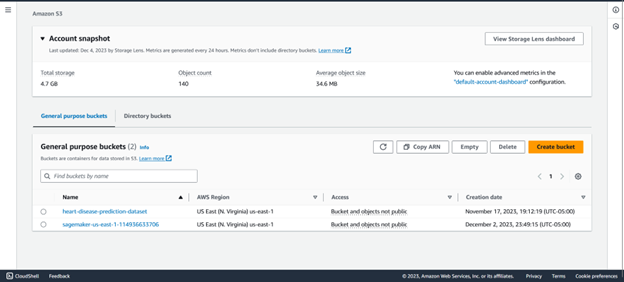 Amazon S3
Account snapshot
Last updated: Dec 4, 2023 by Storage Lens. Metrics are generated every 24 hours. Metrics don't include directory buckets. Learn more
View Storage Lens dashboard
Total storage
4.7 GB
Object count
140
Average object size
34.6 MB
You can enable advanced metrics in the
"default-account-dashboard" configuration.
General purpose buckets
Directory buckets
General purpose buckets (2) Info
Buckets are containers for data stored in S3. Learn more
Copy ARN
Empty
Delete
Create bucket
Find buckets by name
1
Name
AWS Region
Access
Creation date
heart-disease-prediction-dataset
US East (N. Virginia) us-east-1
Bucket and objects not public
November 17, 2023, 19:12:19 (UTC-05:00)
sagemaker-us-east-1-114936633706
US East (N. Virginia) us-east-1
Bucket and objects not public
December 2, 2023, 23:49:15 (UTC-05:00)
CloudShell
Feedback
© 2023, Amazon Web Services, Inc. or its affiliates.
Privacy
Terms
Cookie preferences